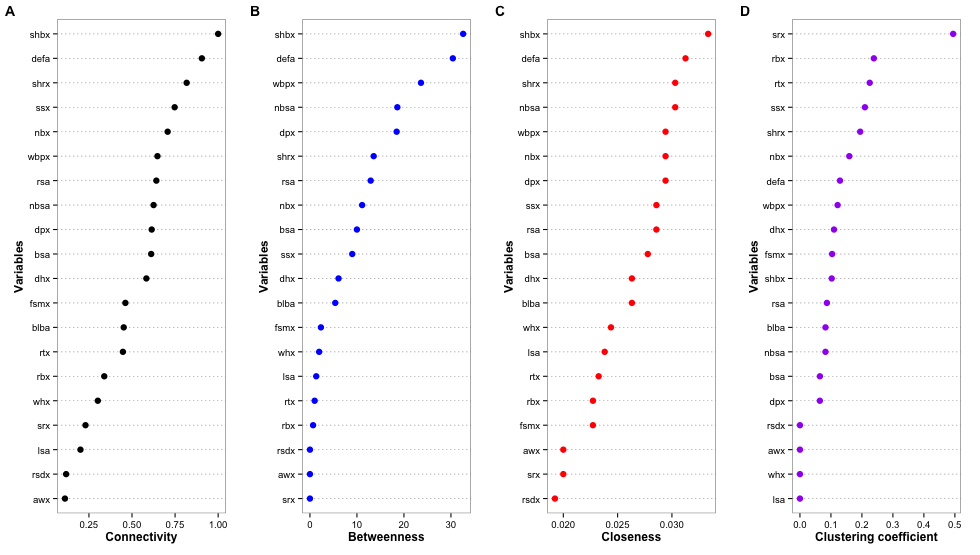 A
Variables
shbx
defa
shrx
ssx
nbx
wbpx
rsa
nbsa
dpx
bsa
dhx
fsmx
blba
rtx
rbx
whx
srx
lsa
rsdx
awx
0.25 0.50 0.75 1.00
Connectivity
B
Variables
shbx
defa
wbpx
nbsa
dpx
shrx
rsa
nbx
bsa
ssx
dhx
blba
fsmx
whx
lsa
rtx
rbx
rsdx
awx
srx
0 10 20 30
Betweenness
C
Variables
shbx
defa
shrx
nbsa
wbpx
nbx
dpx
ssx
rsa
bsa
dhx
blba
whx
lsa
rtx
rbx
fsmx
awx
srx
rsdx
0.020 0.025 0.030
Closeness
D
Variables
srx
rbx
rtx
ssx
shrx
nbx
defa
wbpx
dhx
fsmx
shbx
rsa
blba
nbsa
bsa
dpx
rsdx
awx
whx
lsa
0.0 0.1 0.2 0.3 0.4 0.5
Clustering coefficient